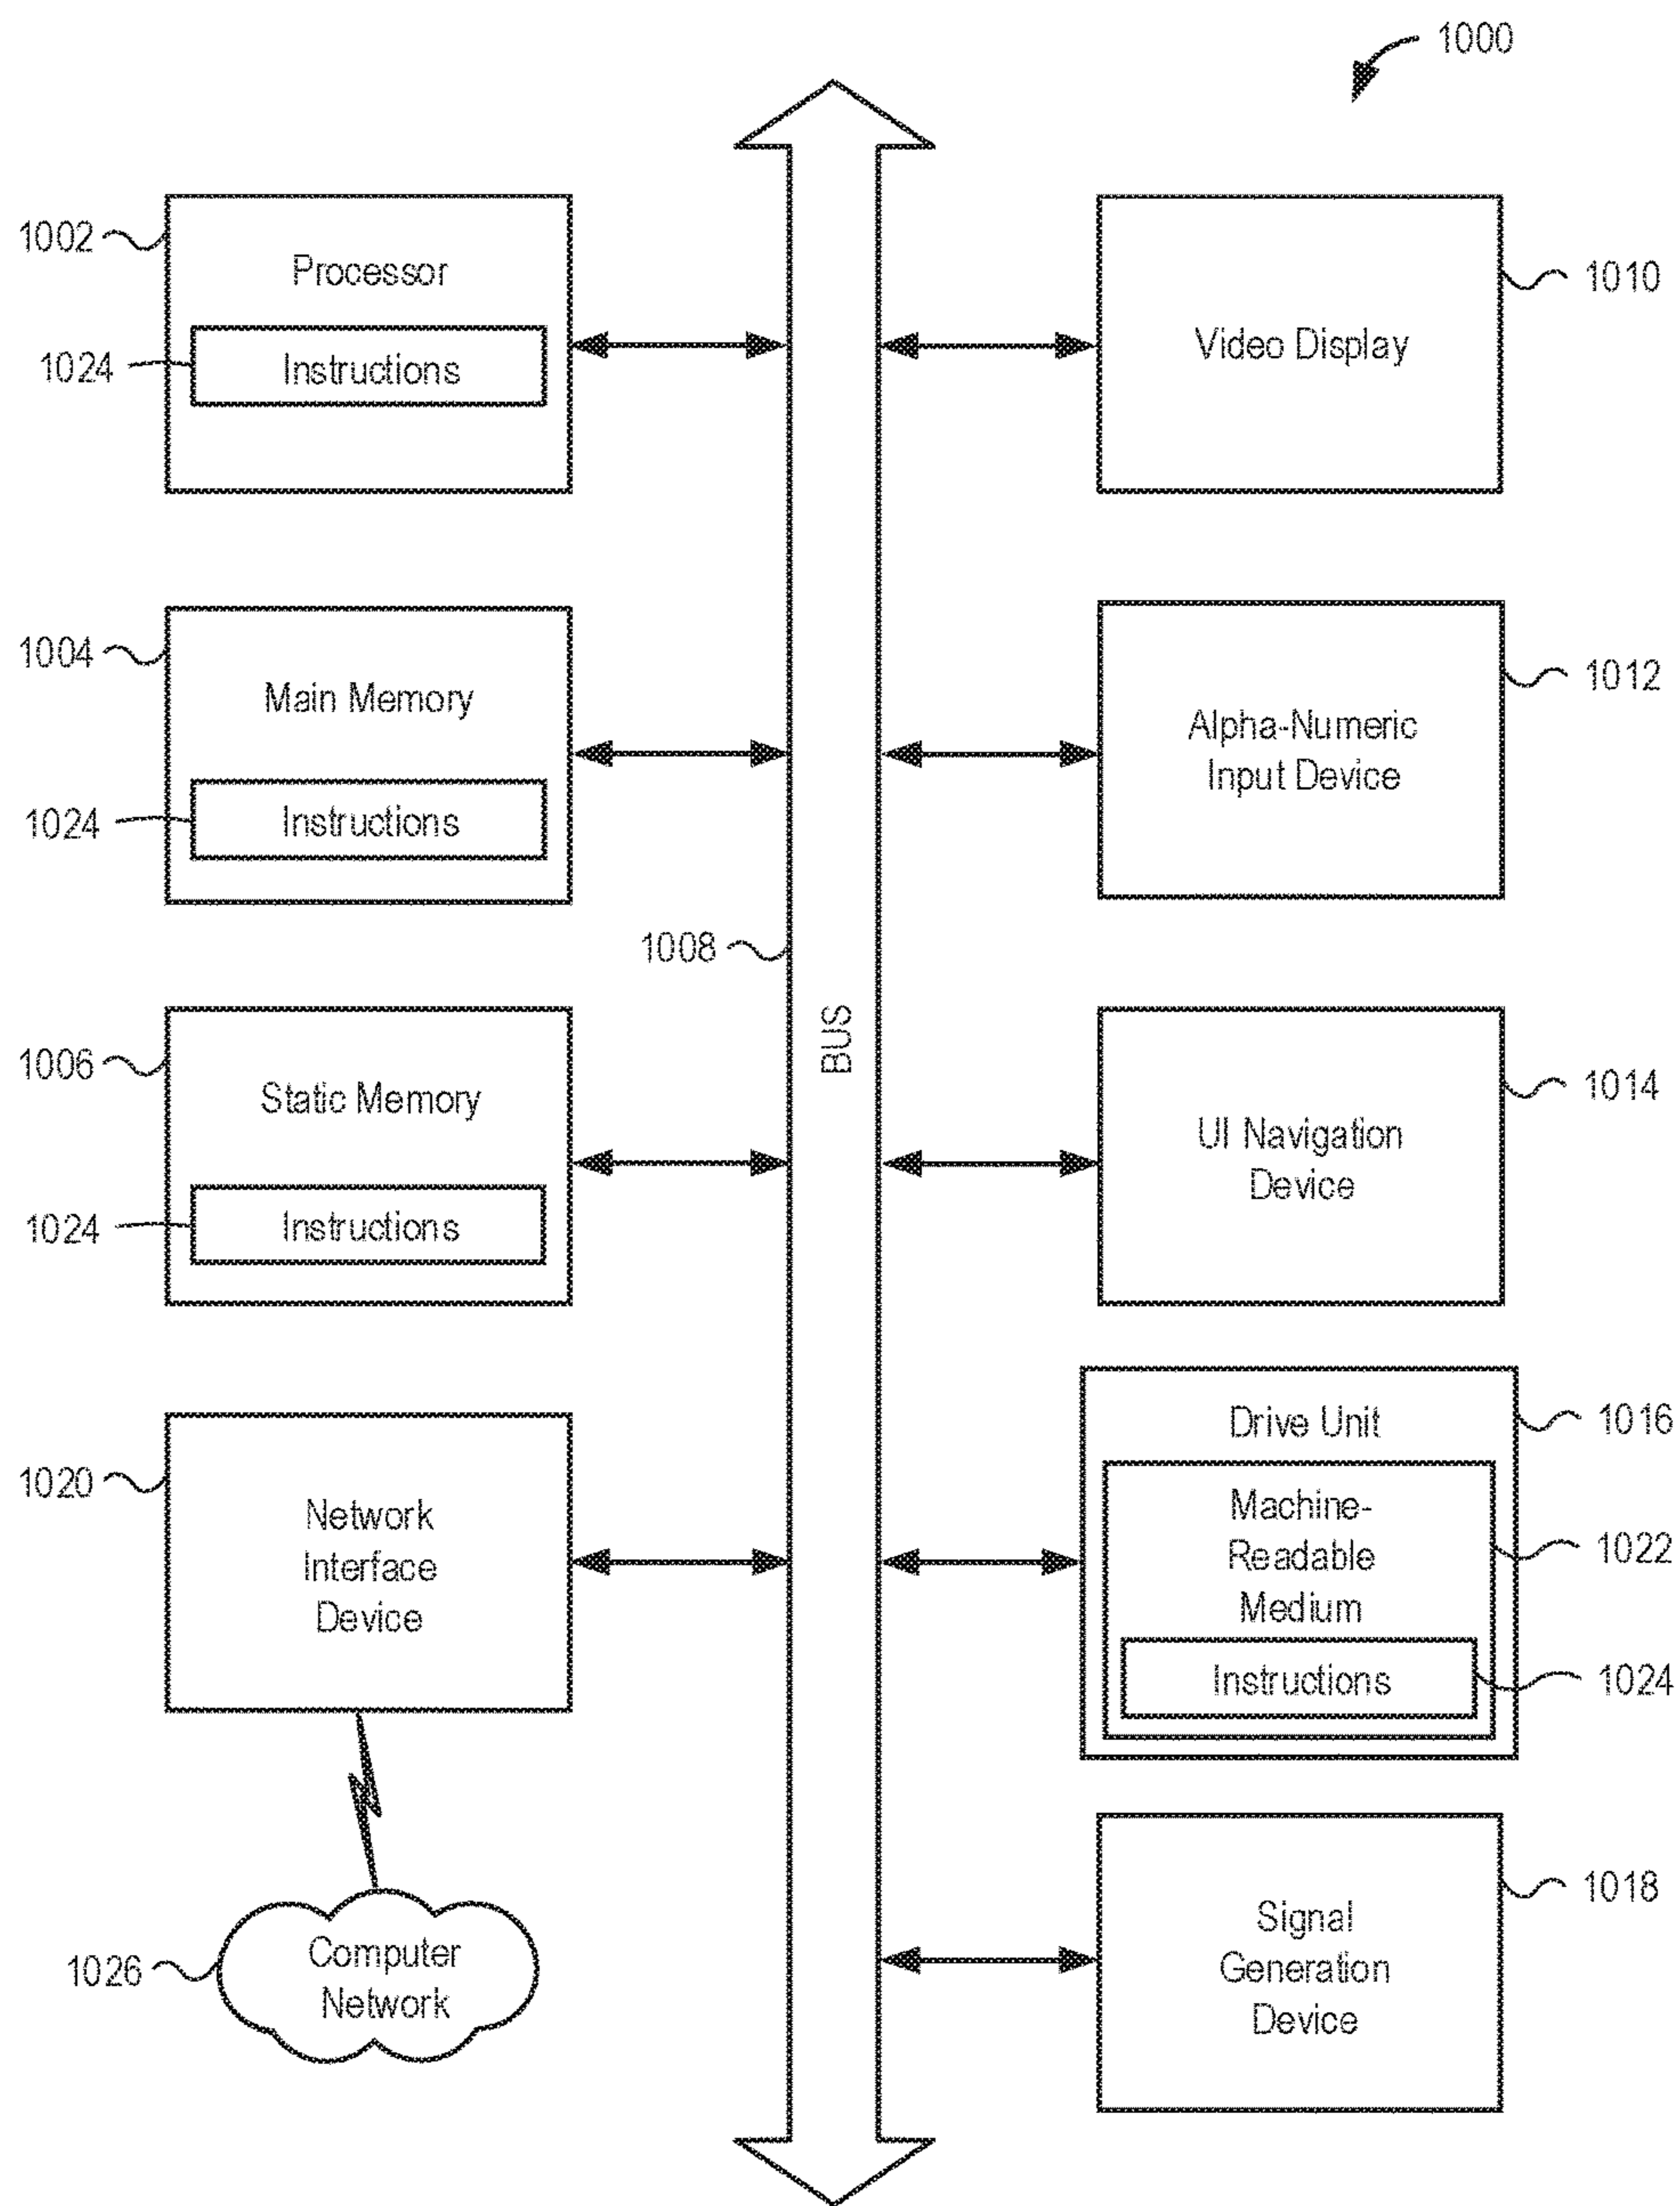 1000
1002
Processor
1024
Instructions
1004
Main Memory
1024
Instructions
1008
BUS
1006
Static Memory
1024
Instructions
1020
Network
Interface
Device
1026
Computer
Network
1010
Video Display
1012
Alpha-Numeric
Input Device
1014
UI Navigation
Device
1016
Drive Unit
Machine-
Readable
Medium
1022
Instructions
1024
1018
Signal
Generation
Device